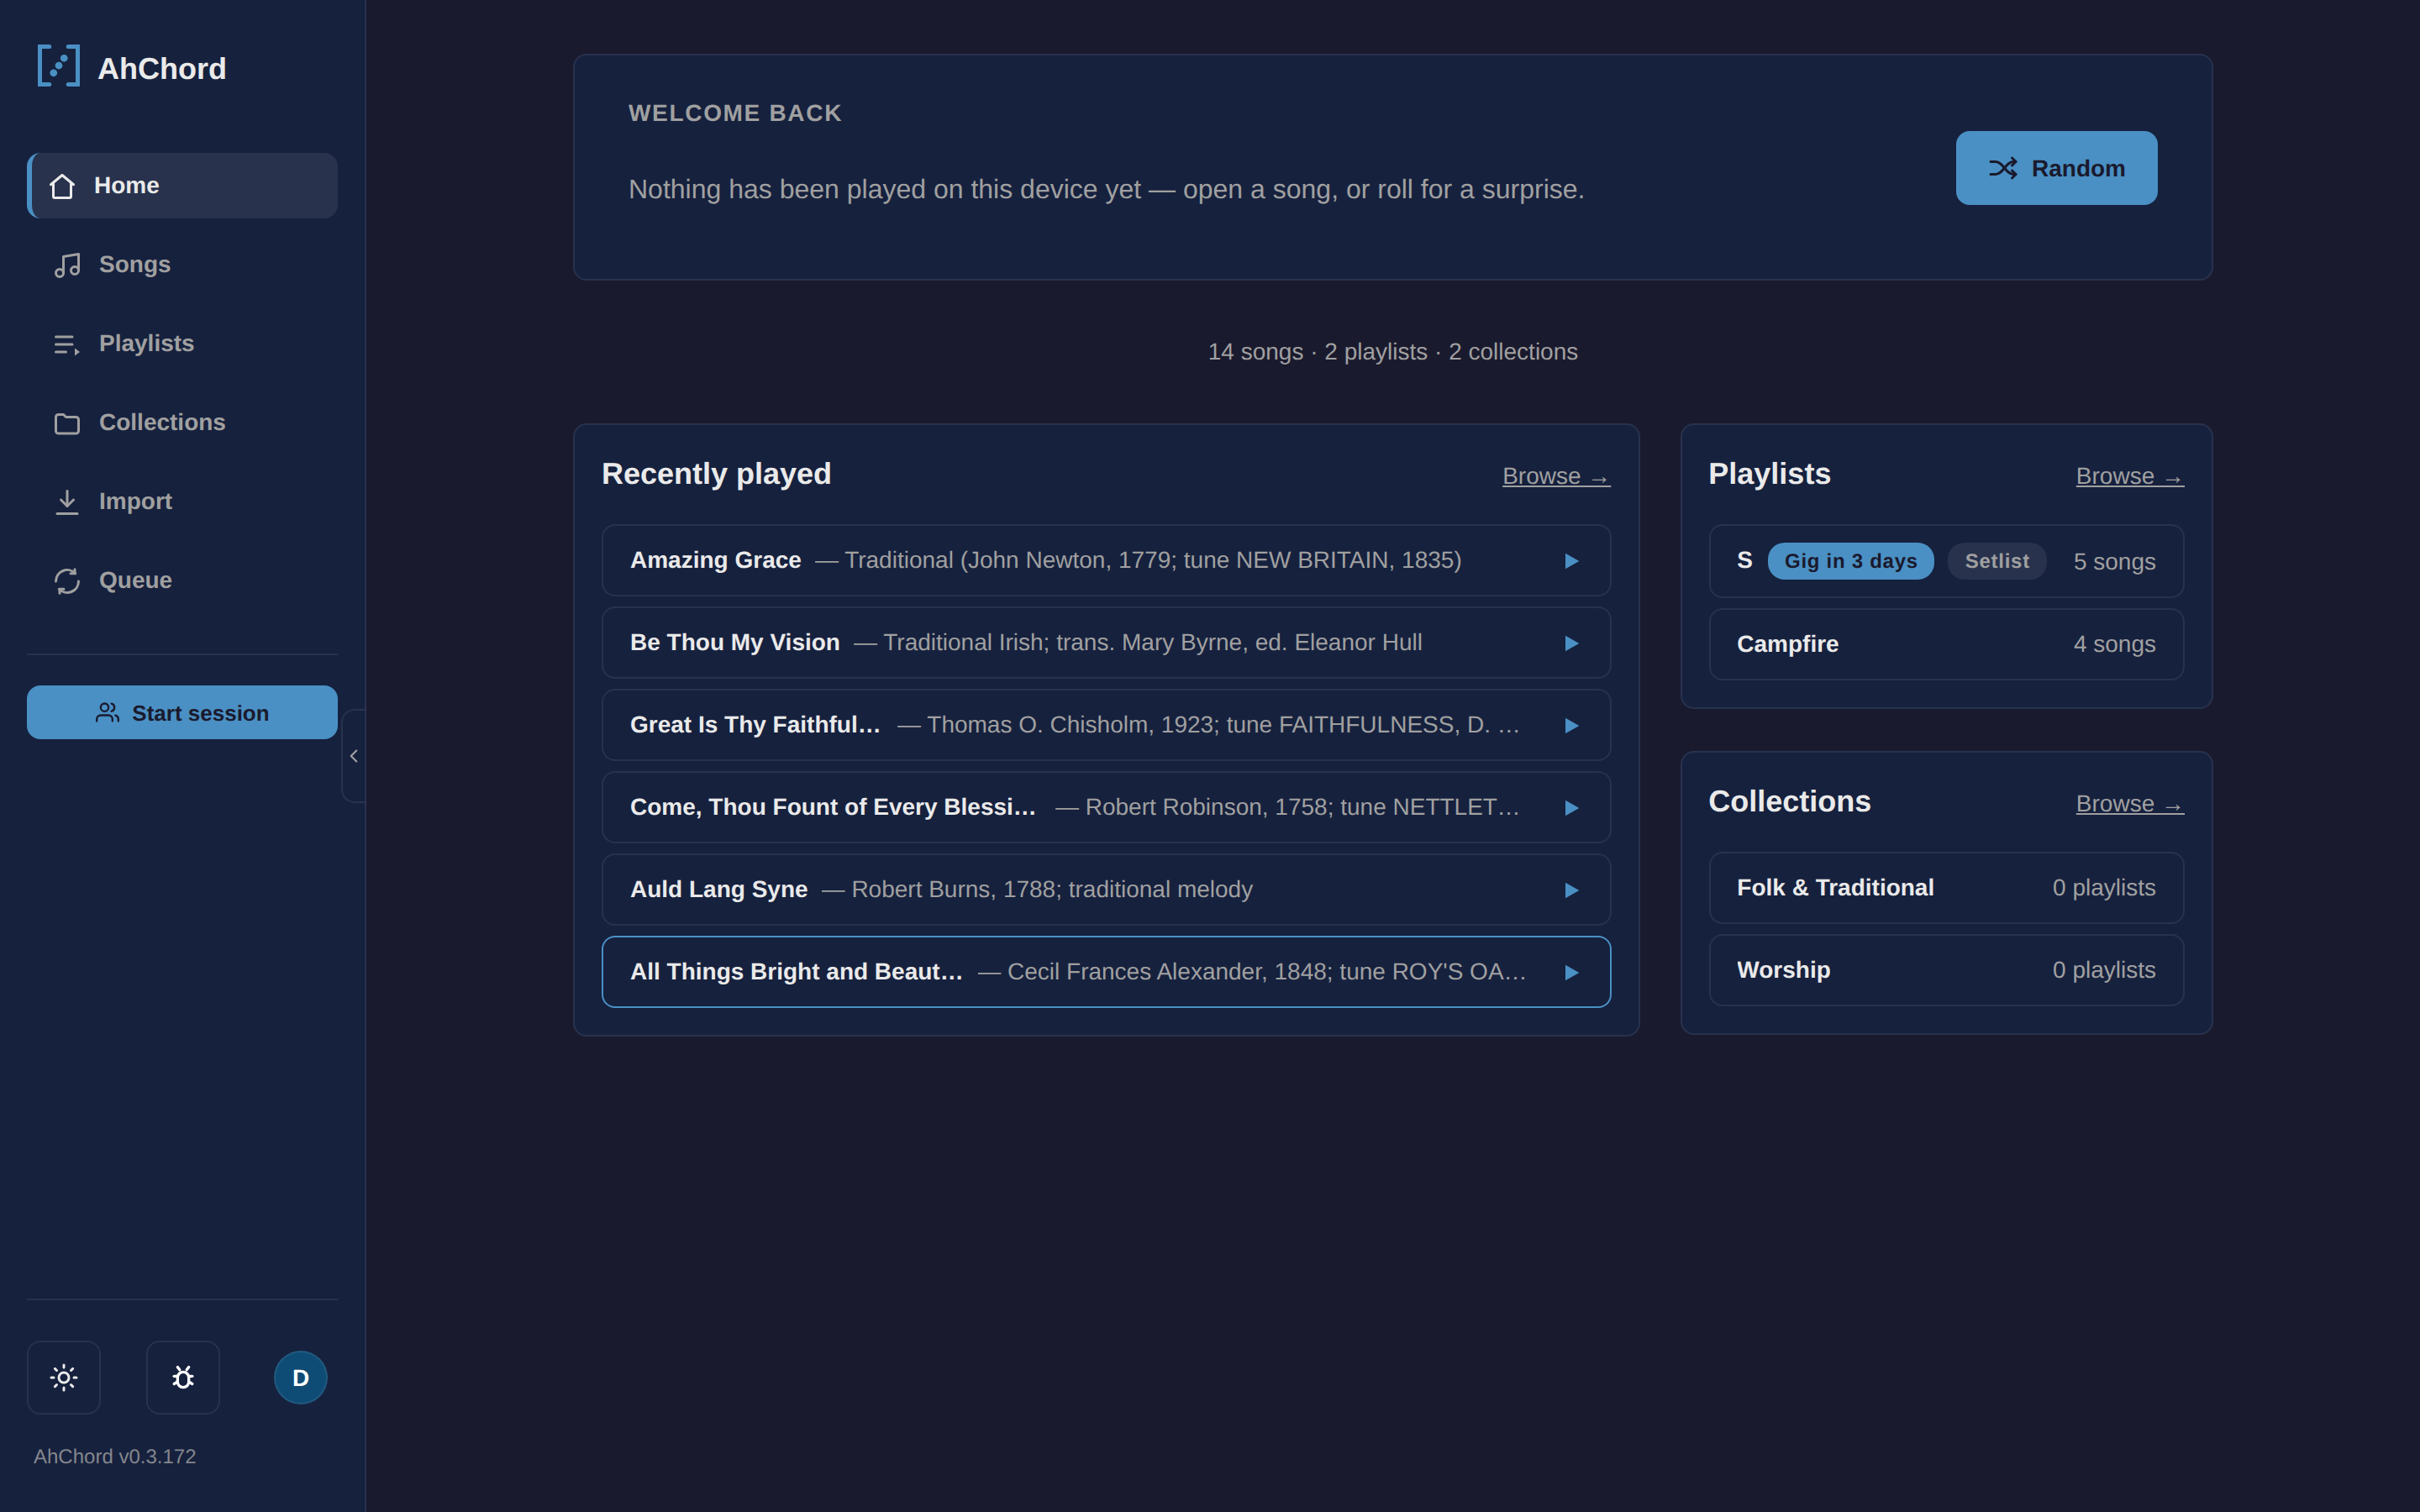 AhChord
Home
Songs
Playlists
Collections
Import
Queue
Start session
D
AhChord v0.3.172
WELCOME BACK
Nothing has been played on this device yet — open a song, or roll for a surprise.
Random
14 songs · 2 playlists · 2 collections
Recently played Browse →
Amazing Grace — Traditional (John Newton, 1779; tune NEW BRITAIN, 1835)
Be Thou My Vision — Traditional Irish; trans. Mary Byrne, ed. Eleanor Hull
Great Is Thy Faithful… — Thomas O. Chisholm, 1923; tune FAITHFULNESS, D. …
Come, Thou Fount of Every Blessi… — Robert Robinson, 1758; tune NETTLET…
Auld Lang Syne — Robert Burns, 1788; traditional melody
All Things Bright and Beaut… — Cecil Frances Alexander, 1848; tune ROY'S OA…
Playlists Browse →
S Gig in 3 days Setlist 5 songs
Campfire 4 songs
Collections Browse →
Folk & Traditional 0 playlists
Worship 0 playlists